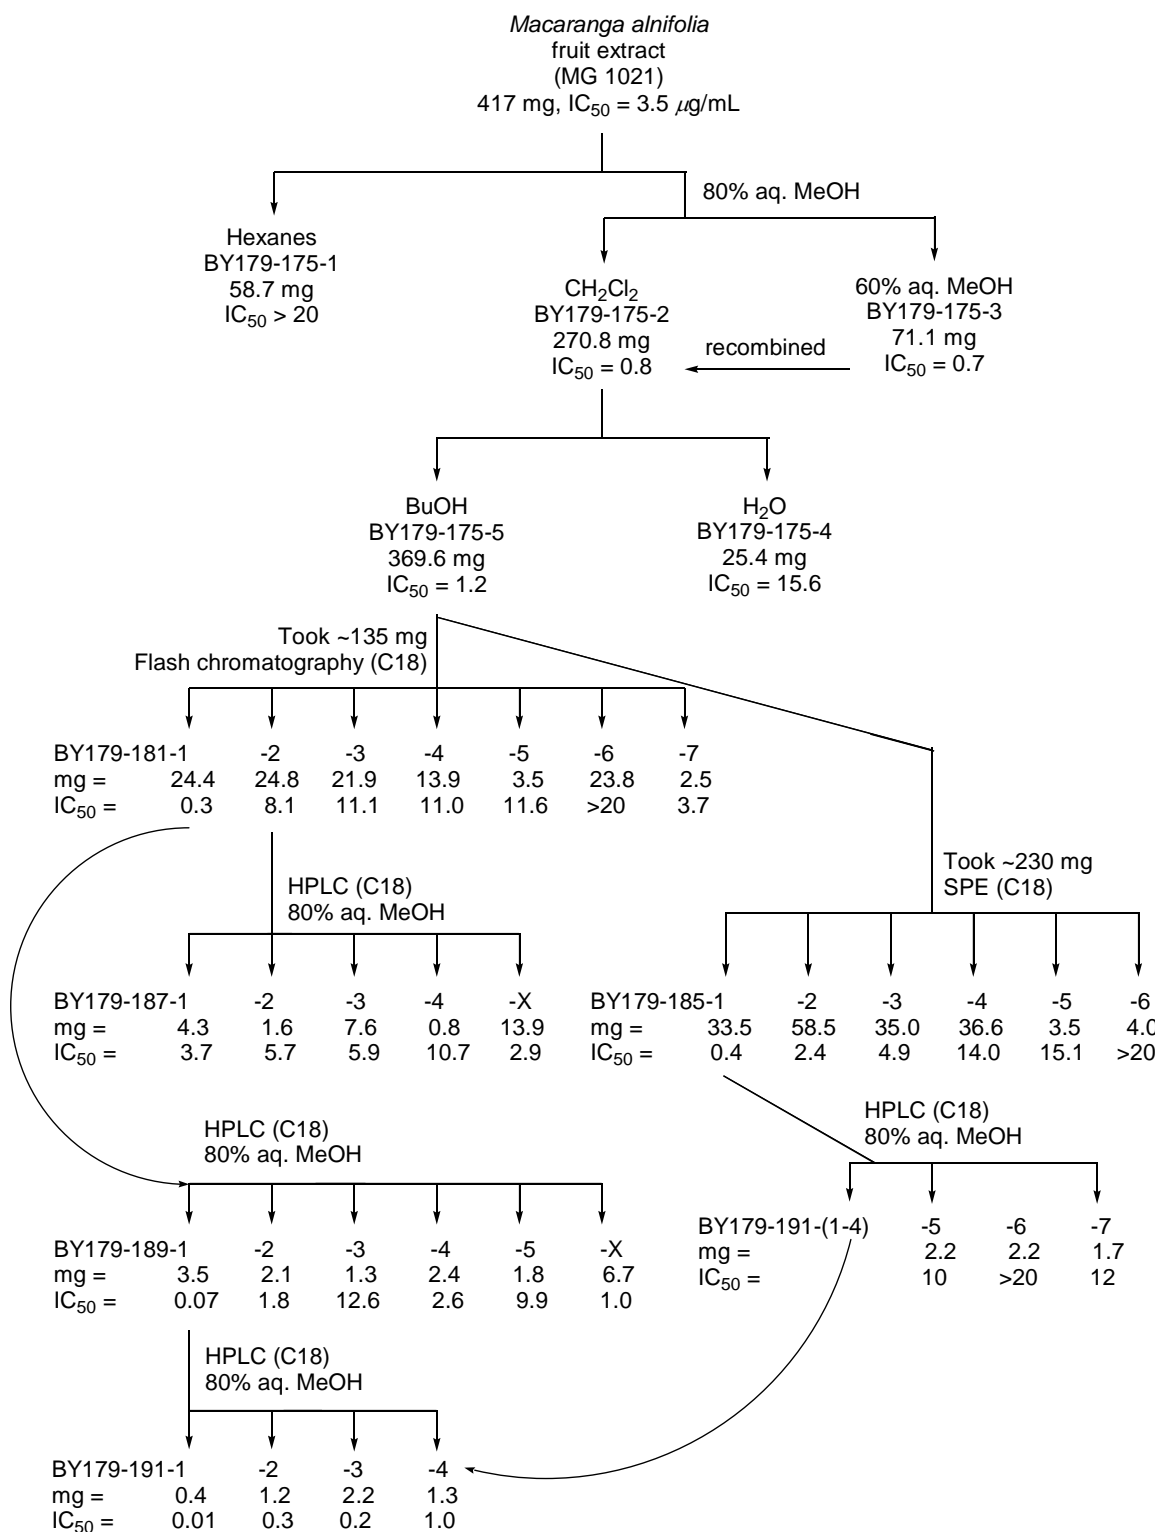 Macaranga alnifolia
fruit extract
(MG 1021)
417 mg, IC50 = 3.5 μg/mL
80% aq. MeOH
Hexanes
BY179-175-1
58.7 mg
IC50 > 20
CH2Cl2
BY179-175-2
270.8 mg
IC50 = 0.8
recombined
60% aq. MeOH
BY179-175-3
71.1 mg
IC50 = 0.7
BuOH
BY179-175-5
369.6 mg
IC50 = 1.2
H2O
BY179-175-4
25.4 mg
IC50 = 15.6
Took ~135 mg
Flash chromatography (C18)
BY179-181-1 -2 -3 -4 -5 -6 -7
mg = 24.4 24.8 21.9 13.9 3.5 23.8 2.5
IC50 = 0.3 8.1 11.1 11.0 11.6 >20 3.7
Took ~230 mg
SPE (C18)
HPLC (C18)
80% aq. MeOH
BY179-187-1 -2 -3 -4 -X
mg = 4.3 1.6 7.6 0.8 13.9
IC50 = 3.7 5.7 5.9 10.7 2.9
BY179-185-1 -2 -3 -4 -5 -6
mg = 33.5 58.5 35.0 36.6 3.5 4.0
IC50 = 0.4 2.4 4.9 14.0 15.1 >20
HPLC (C18)
80% aq. MeOH
HPLC (C18)
80% aq. MeOH
BY179-191-(1-4) -5 -6 -7
mg = 2.2 2.2 1.7
IC50 = 10 >20 12
BY179-189-1 -2 -3 -4 -5 -X
mg = 3.5 2.1 1.3 2.4 1.8 6.7
IC50 = 0.07 1.8 12.6 2.6 9.9 1.0
HPLC (C18)
80% aq. MeOH
BY179-191-1 -2 -3 -4
mg = 0.4 1.2 2.2 1.3
IC50 = 0.01 0.3 0.2 1.0